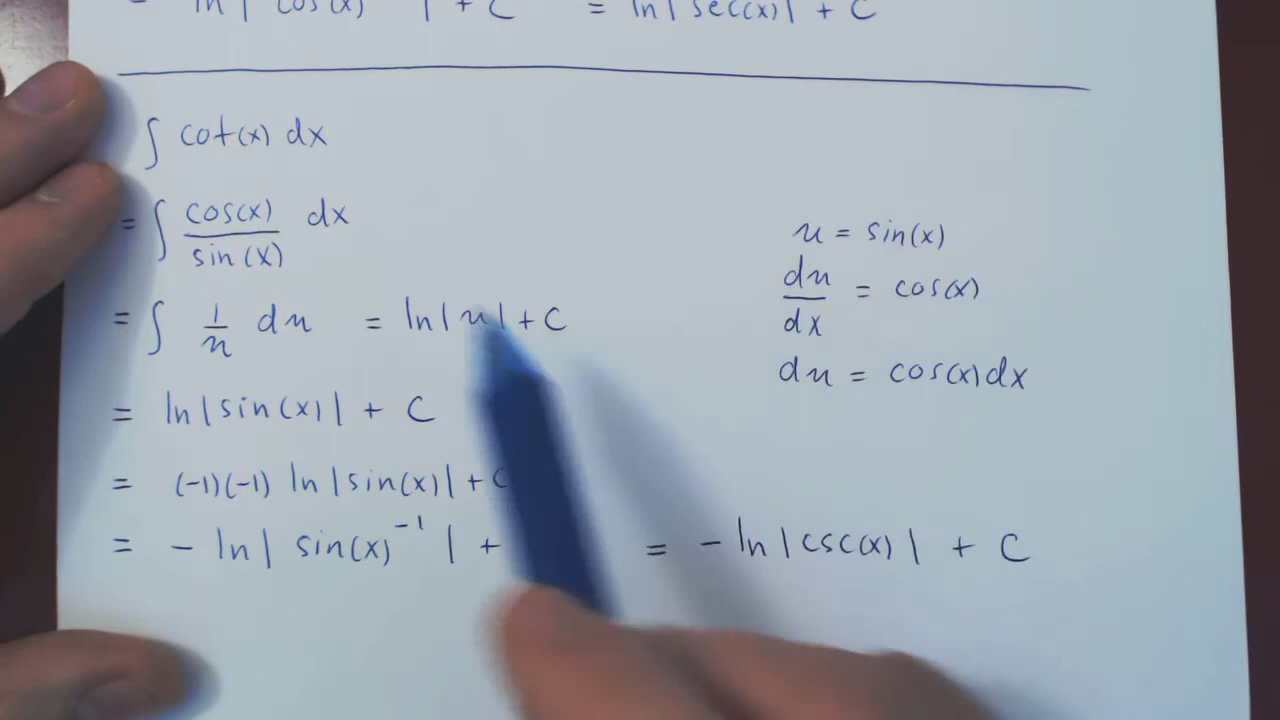 ln| cos(x) | + C = ln| sec(x)| + C
∫ cot(x) dx
= ∫ cos(x)/sin(x) dx
u = sin(x)
= ∫ 1/u du = ln|u| + C
du/dx = cos(x)
du = cos(x)dx
= ln|sin(x)| + C
= (-1)(-1) ln|sin(x)| + C
= - ln| sin(x)⁻¹ | + = - ln|csc(x)| + C